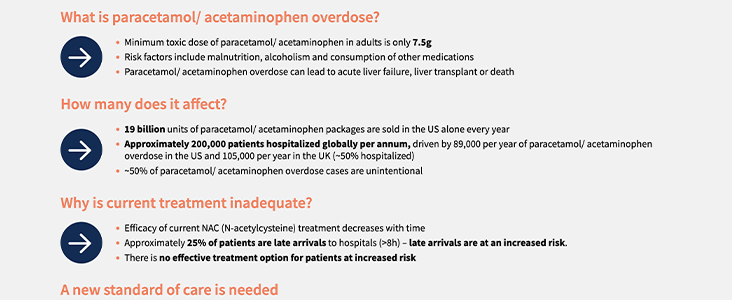 What is paracetamol/ acetaminophen overdose?
• Minimum toxic dose of paracetamol/ acetaminophen in adults is only 7.5g
• Risk factors include malnutrition, alcoholism and consumption of other medications
• Paracetamol/ acetaminophen overdose can lead to acute liver failure, liver transplant or death
How many does it affect?
• 19 billion units of paracetamol/ acetaminophen packages are sold in the US alone every year
• Approximately 200,000 patients hospitalized globally per annum, driven by 89,000 per year of paracetamol/ acetaminophen
overdose in the US and 105,000 per year in the UK (~50% hospitalized)
• ~50% of paracetamol/ acetaminophen overdose cases are unintentional
Why is current treatment inadequate?
• Efficacy of current NAC (N-acetylcysteine) treatment decreases with time
• Approximately 25% of patients are late arrivals to hospitals (>8h) – late arrivals are at an increased risk.
• There is no effective treatment option for patients at increased risk
A new standard of care is needed